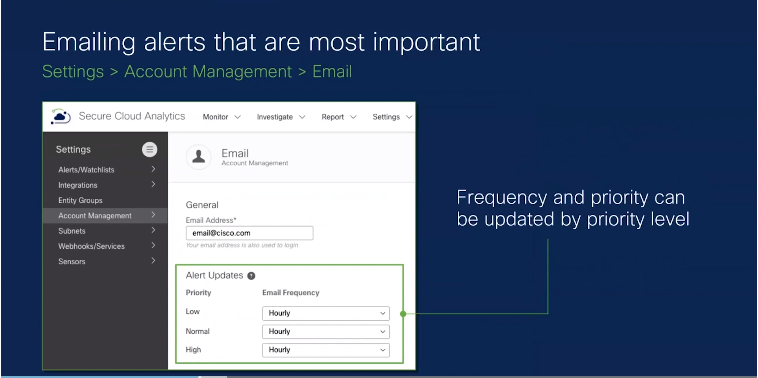 Emailing alerts that are most important
Settings > Account Management > Email
Secure Cloud Analytics
Monitor
Investigate
Report
Settings
Settings
Alerts/Watchlists
Integrations
Entity Groups
Account Management
Subnets
Webhooks/Services
Sensors
Email
Account Management
General
Email Address*
email@cisco.com
Your email address is also used to login
Alert Updates ?
Priority Email Frequency
Low Hourly
Normal Hourly
High Hourly
Frequency and priority can
be updated by priority level